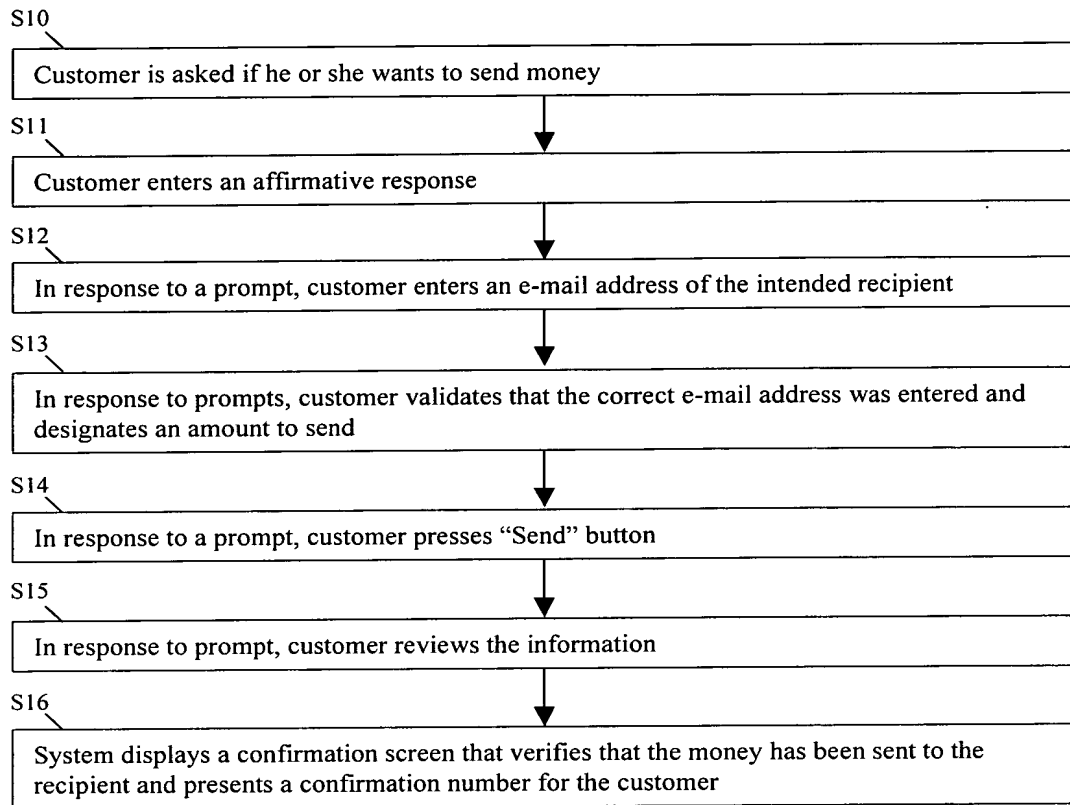 S10
Customer is asked if he or she wants to send money
S11
Customer enters an affirmative response
S12
In response to a prompt, customer enters an e-mail address of the intended recipient
S13
In response to prompts, customer validates that the correct e-mail address was entered and
designates an amount to send
S14
In response to a prompt, customer presses “Send” button
S15
In response to prompt, customer reviews the information
S16
System displays a confirmation screen that verifies that the money has been sent to the
recipient and presents a confirmation number for the customer